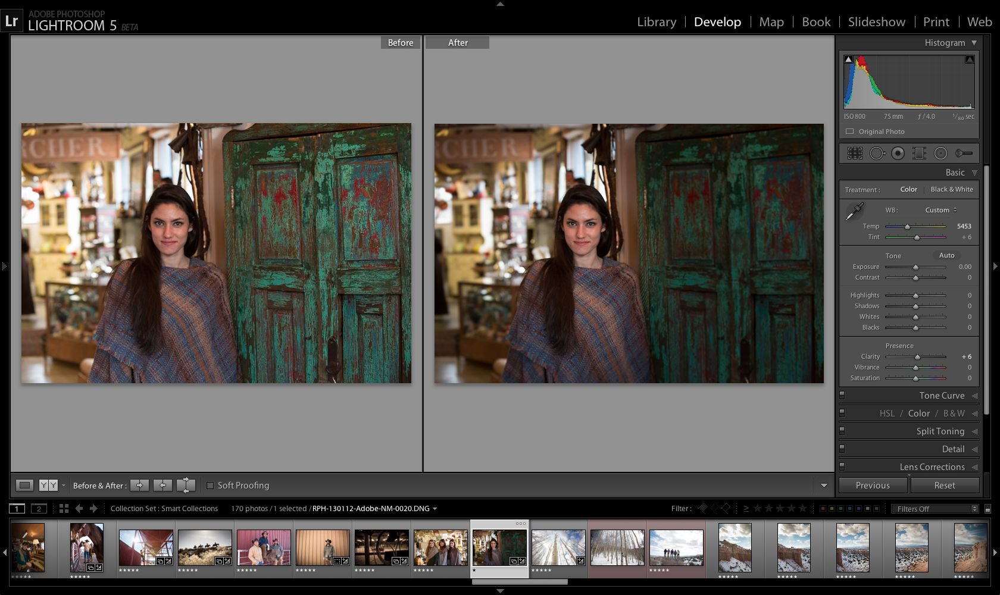 Lr
ADOBE PHOTOSHOP
LIGHTROOM 5 BETA
Library | Develop | Map | Book | Slideshow | Print | Web
Before
After
Histogram
ISO 800 75 mm ƒ / 4.0 1/80 sec
Original Photo
Basic
Treatment : Color | Black & White
WB : Custom
Temp 5453
Tint + 6
Tone Auto
Exposure 0.00
Contrast 0
Highlights 0
Shadows 0
Whites 0
Blacks 0
Presence
Clarity + 6
Vibrance 0
Saturation 0
Tone Curve
HSL / Color / B & W
Split Toning
Detail
Lens Corrections
Previous Reset
RCHER
RCHER
YY Before & After : Soft Proofing
1 2 Collection Set : Smart Collections 170 photos / 1 selected / RPH-130112-Adobe-NM-0020.DNG Filter : ≥ Filters Off